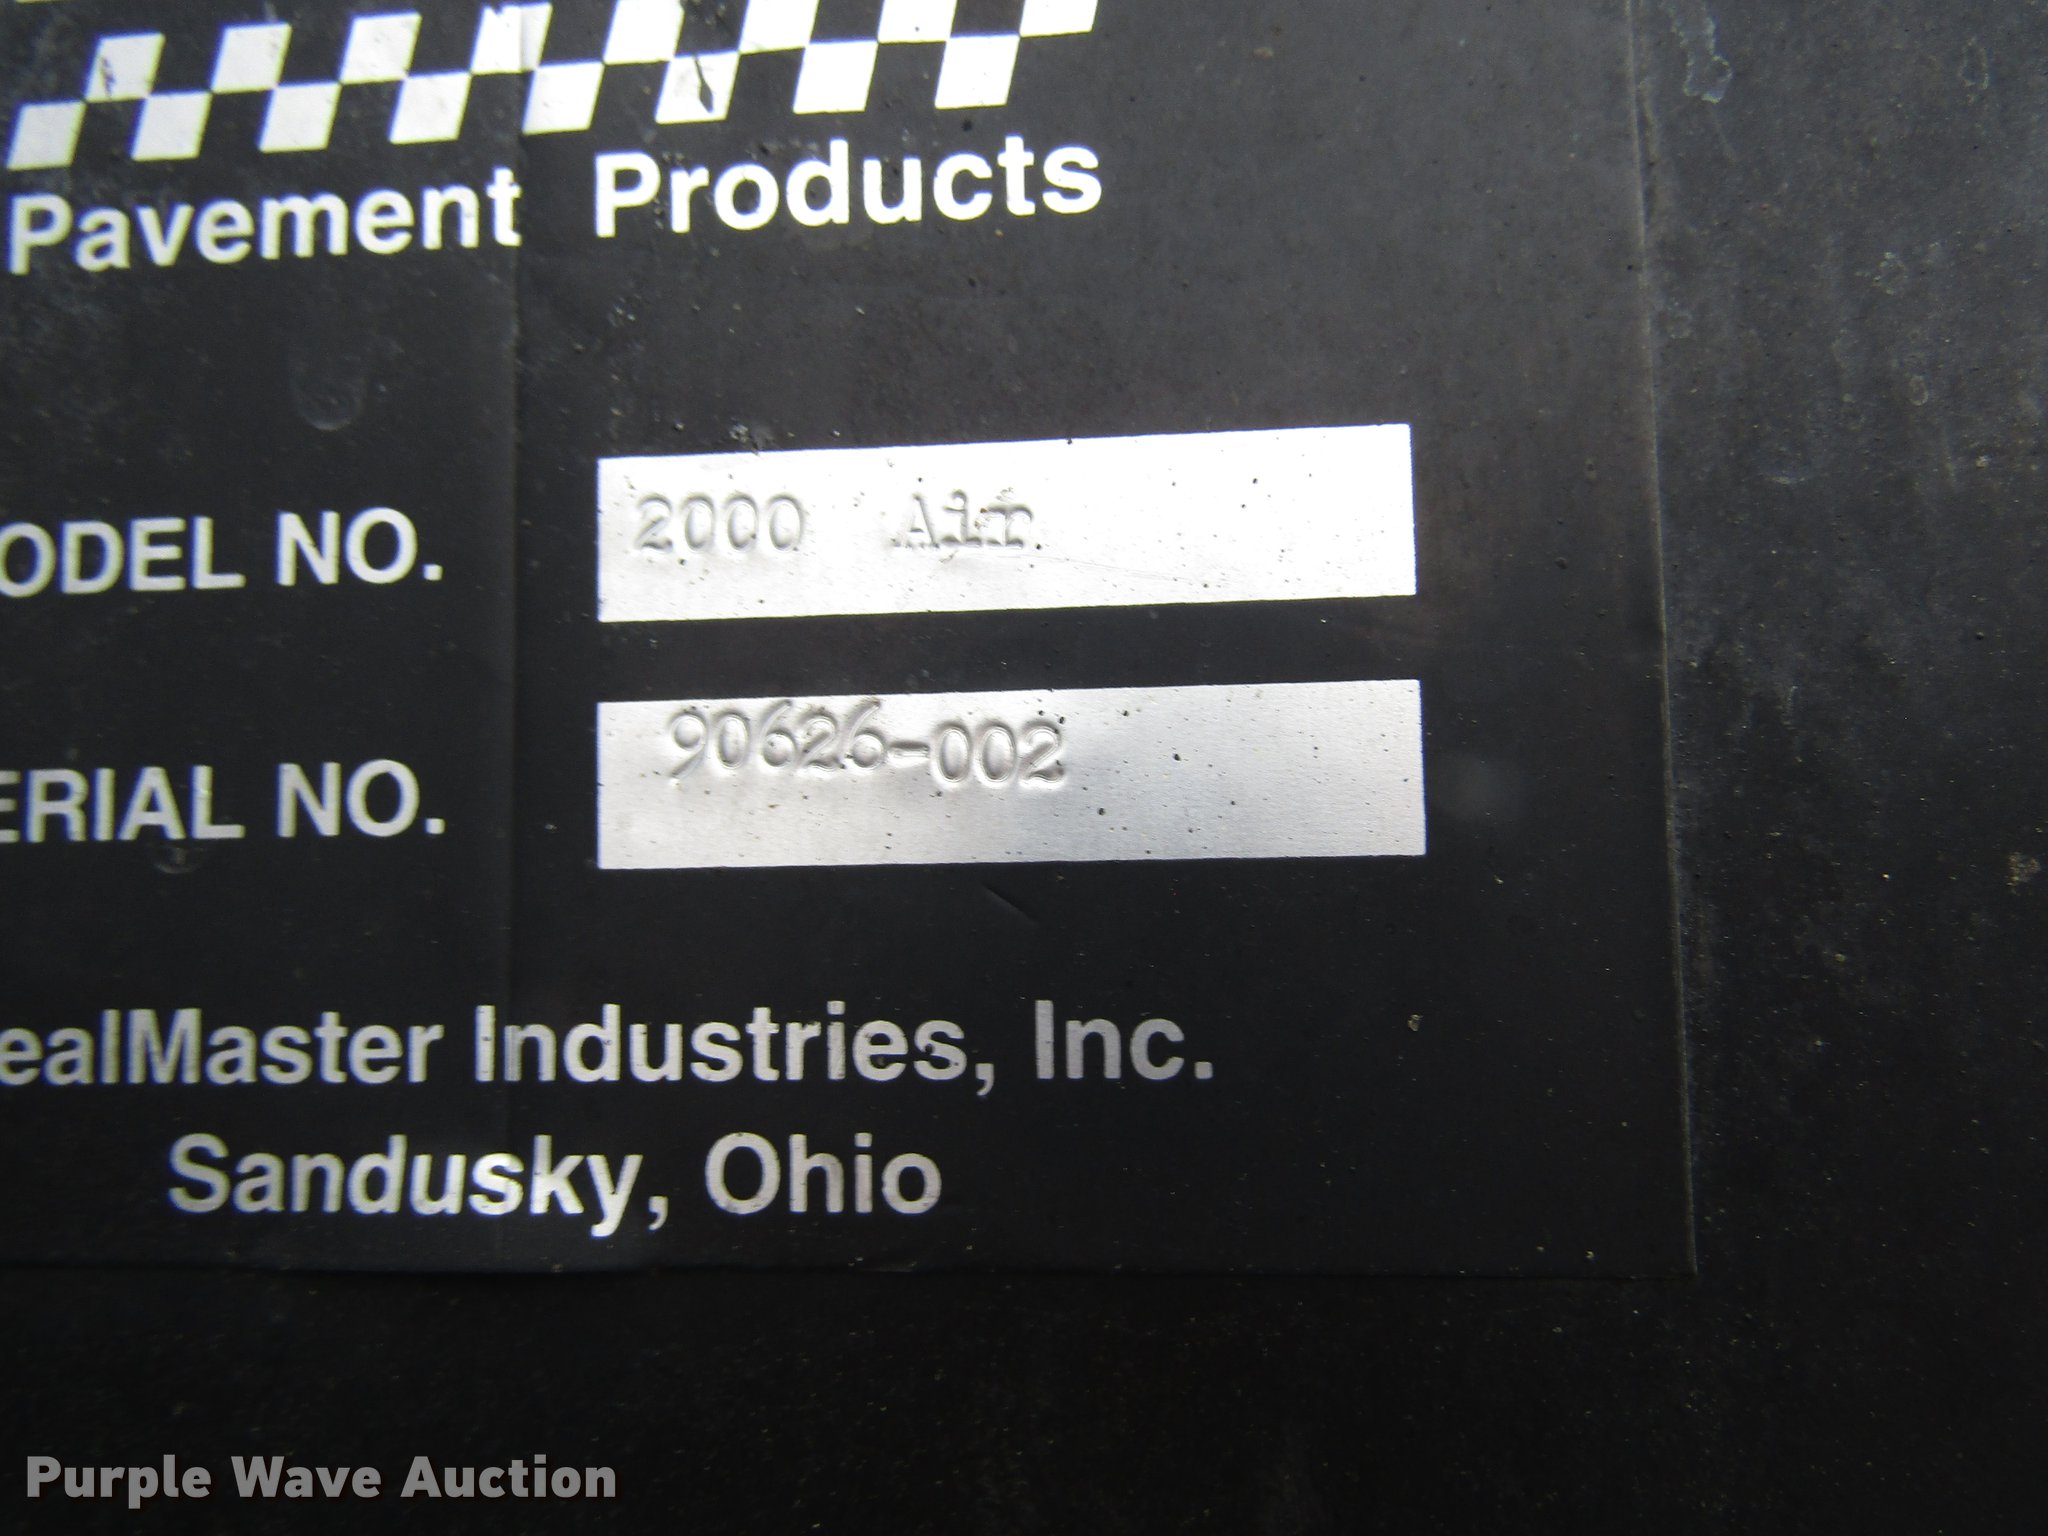 Pavement Products
ODEL NO. 2000 Air
ERIAL NO. 90626-002
ealMaster Industries, Inc.
Sandusky, Ohio
Purple Wave Auction